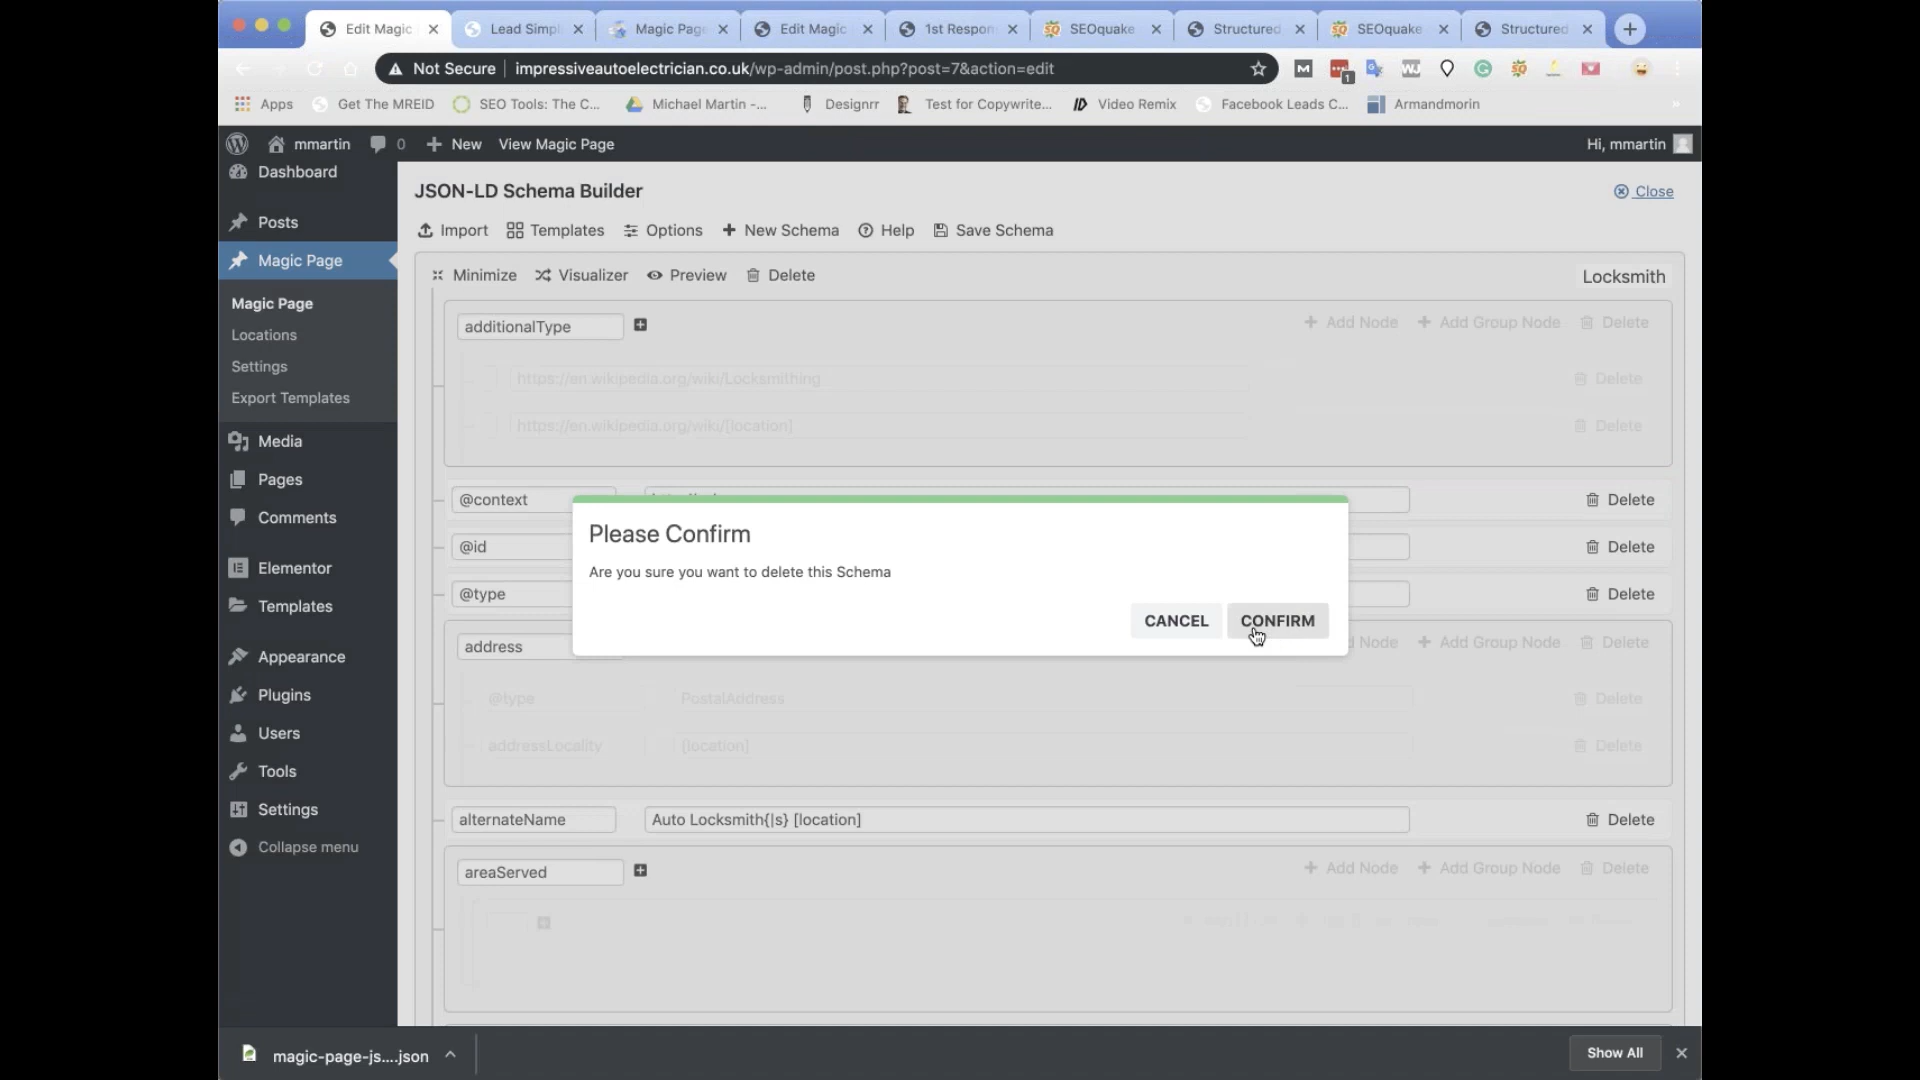 Edit Magic
Lead Simpl
Magic Page
Edit Magic
1st Respon
SEOquake
Structured
SEOquake
Structured
Not Secure
impressiveautoelectrician.co.uk/wp-admin/post.php?post=7&action=edit
Apps
Get The MREID
SEO Tools: The C...
Michael Martin -...
Designrr
Test for Copywrite...
Video Remix
Facebook Leads C...
Armandmorin
mmartin
0
New
View Magic Page
Hi, mmartin
Dashboard
Posts
Magic Page
Magic Page
Locations
Settings
Export Templates
Media
Pages
Comments
Elementor
Templates
Appearance
Plugins
Users
Tools
Settings
Collapse menu
JSON-LD Schema Builder
Close
Import
Templates
Options
New Schema
Help
Save Schema
Minimize
Visualizer
Preview
Delete
Locksmith
additionalType
Add Node
Add Group Node
Delete
https://en.wikipedia.org/wiki/Locksmithing
Delete
https://en.wikipedia.org/wiki/[location]
Delete
@context
Delete
@id
Delete
@type
Delete
Please Confirm
Are you sure you want to delete this Schema
CANCEL
CONFIRM
address
Node
Add Group Node
Delete
@type
PostalAddress
Delete
addressLocality
[location]
Delete
alternateName
Auto Locksmith{|s} [location]
Delete
areaServed
Add Node
Add Group Node
Delete
magic-page-js....json
Show All